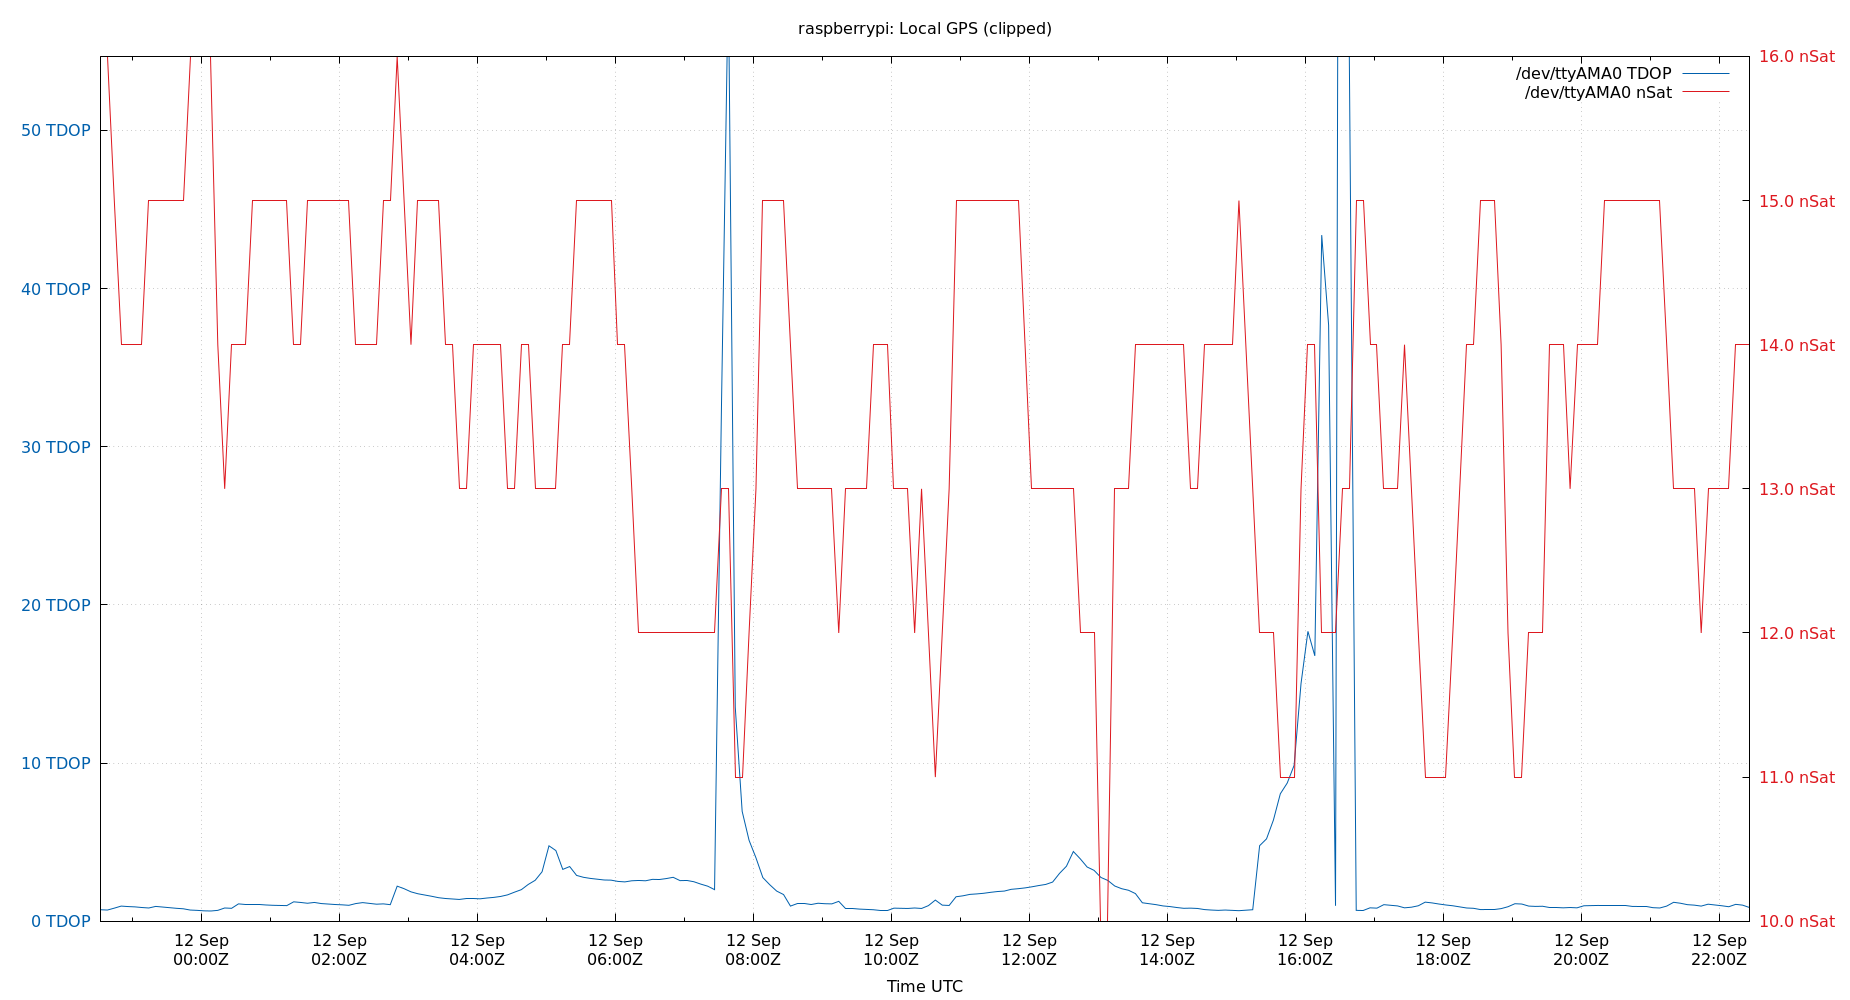 raspberrypi: Local GPS (clipped)
/dev/ttyAMA0 TDOP
/dev/ttyAMA0 nSat
50 TDOP
40 TDOP
30 TDOP
20 TDOP
10 TDOP
0 TDOP
16.0 nSat
15.0 nSat
14.0 nSat
13.0 nSat
12.0 nSat
11.0 nSat
10.0 nSat
12 Sep 12 Sep 12 Sep 12 Sep 12 Sep 12 Sep 12 Sep 12 Sep 12 Sep 12 Sep 12 Sep 12 Sep
00:00Z 02:00Z 04:00Z 06:00Z 08:00Z 10:00Z 12:00Z 14:00Z 16:00Z 18:00Z 20:00Z 22:00Z
Time UTC